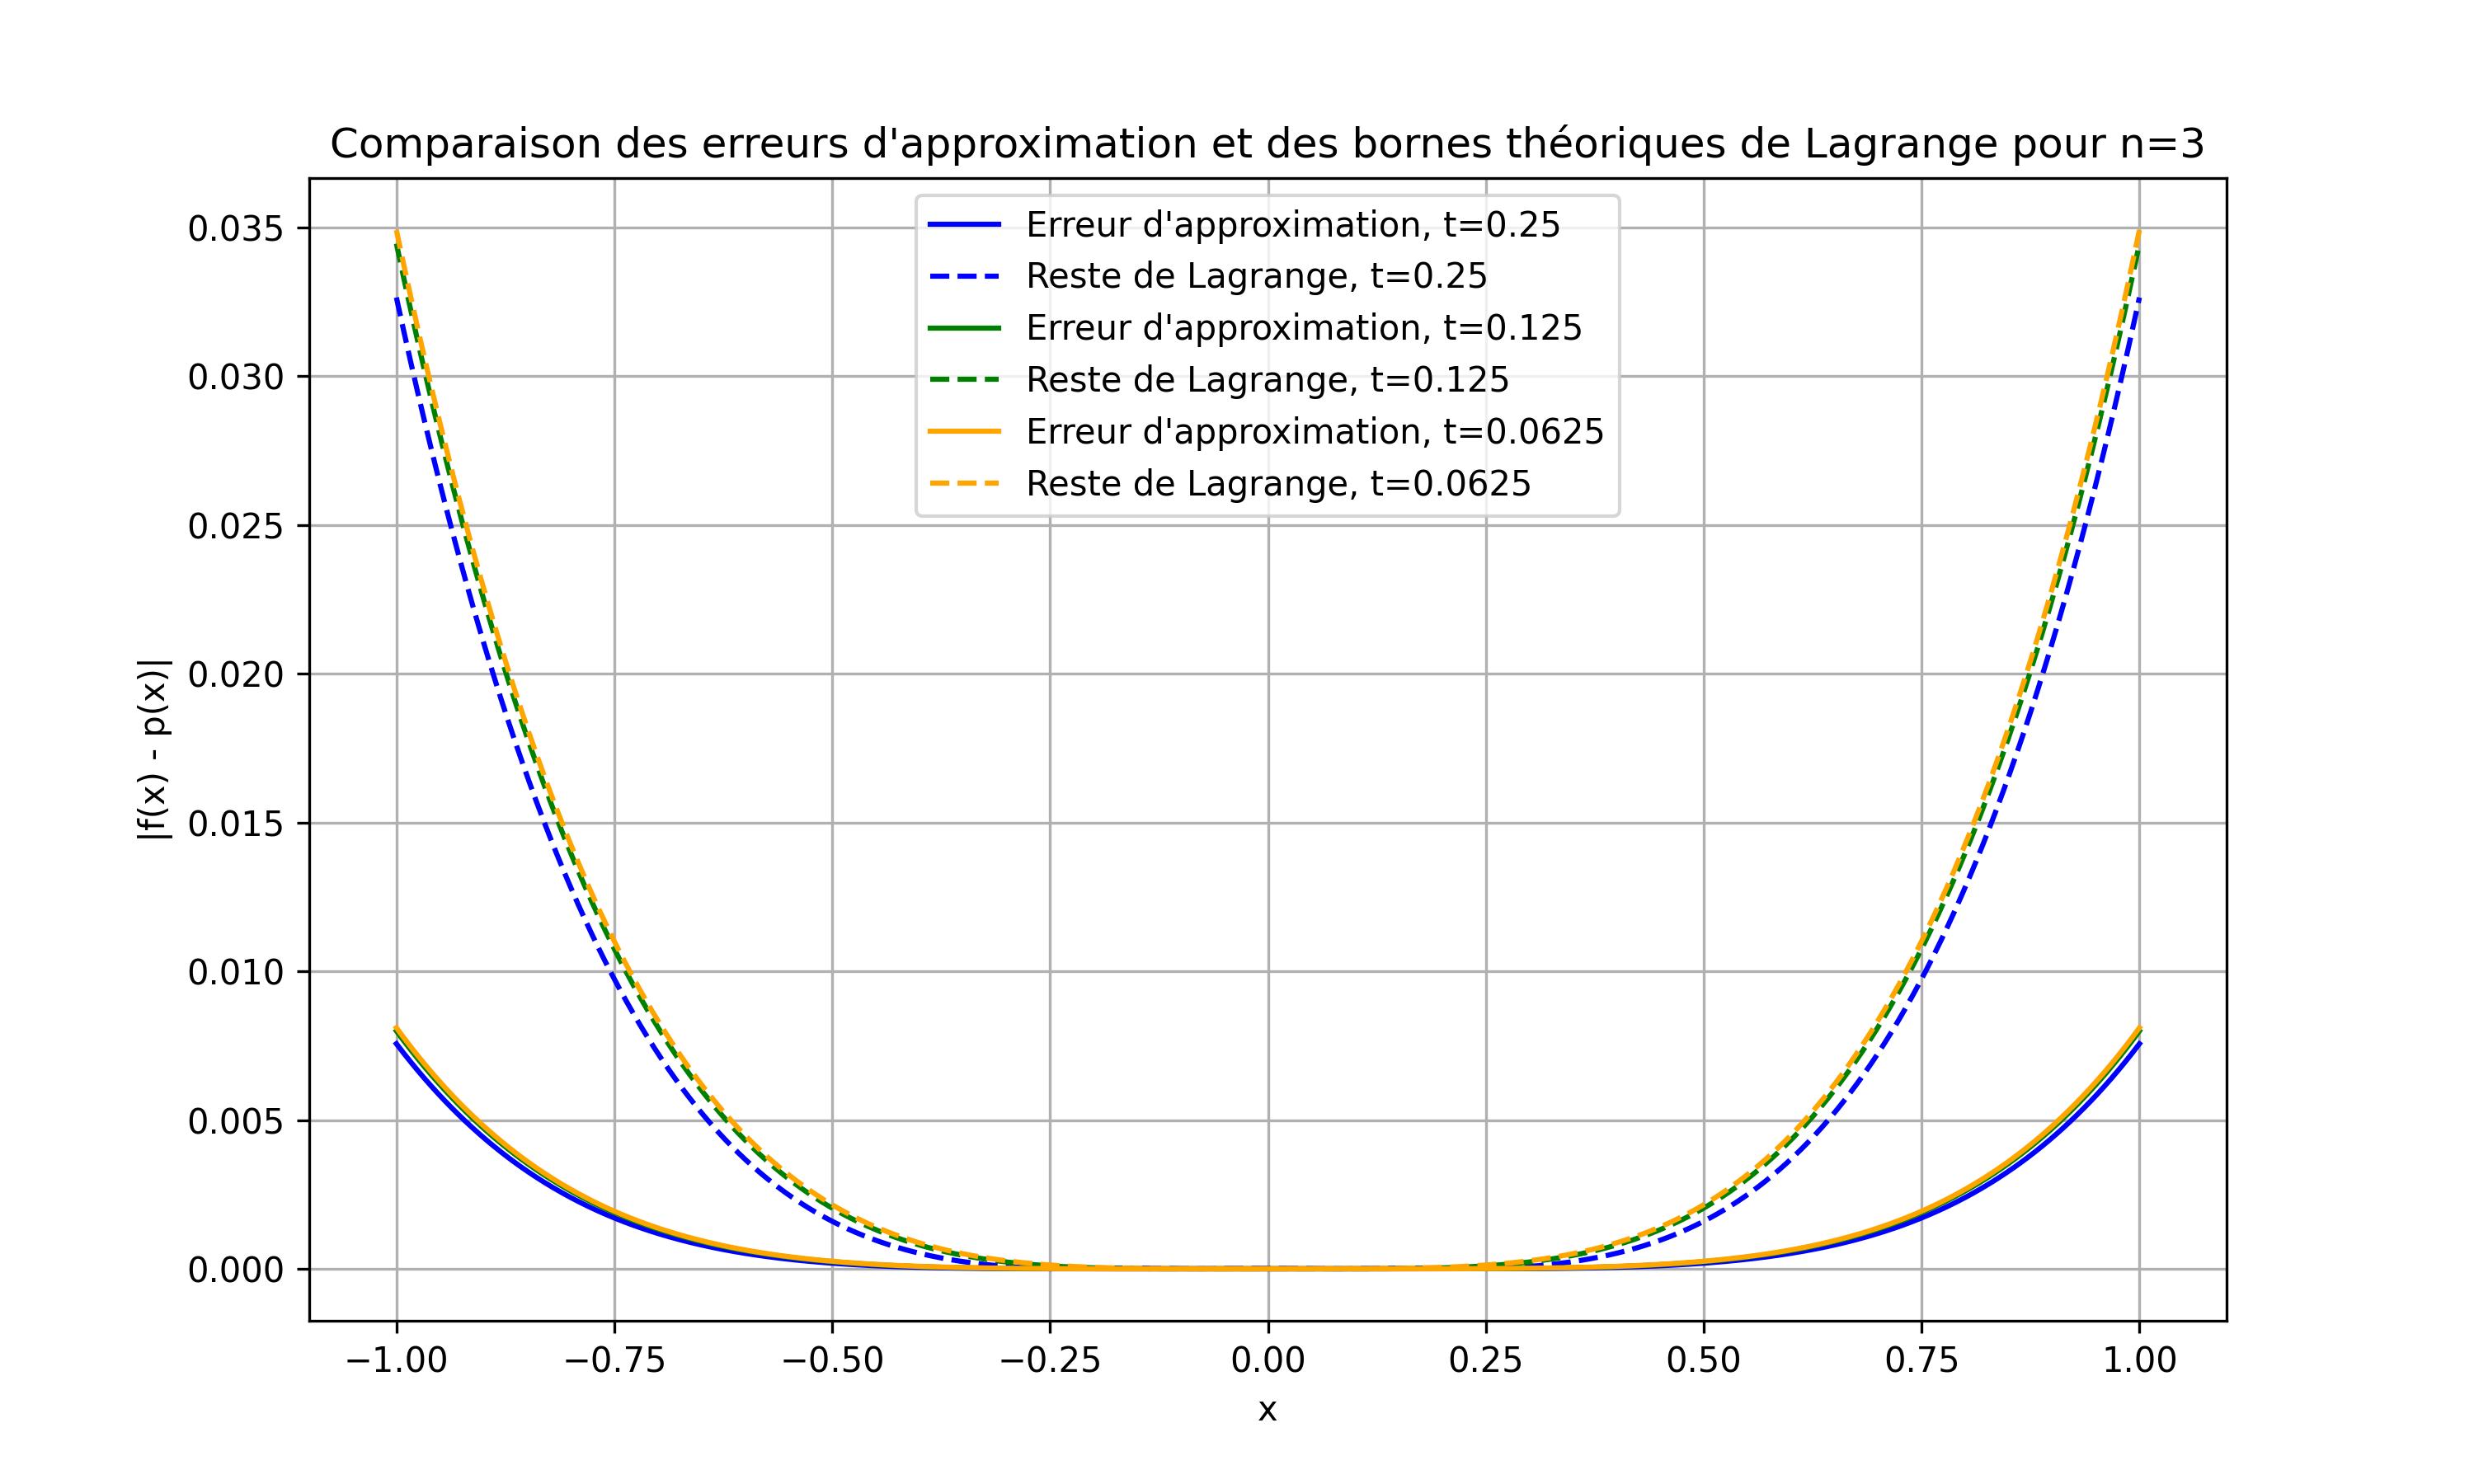 Comparaison des erreurs d'approximation et des bornes théoriques de Lagrange pour n=3
Erreur d'approximation, t=0.25
Reste de Lagrange, t=0.25
Erreur d'approximation, t=0.125
Reste de Lagrange, t=0.125
Erreur d'approximation, t=0.0625
Reste de Lagrange, t=0.0625
0.035
0.030
0.025
0.020
0.015
0.010
0.005
0.000
|f(x) - p(x)|
−1.00 −0.75 −0.50 −0.25 0.00 0.25 0.50 0.75 1.00
x